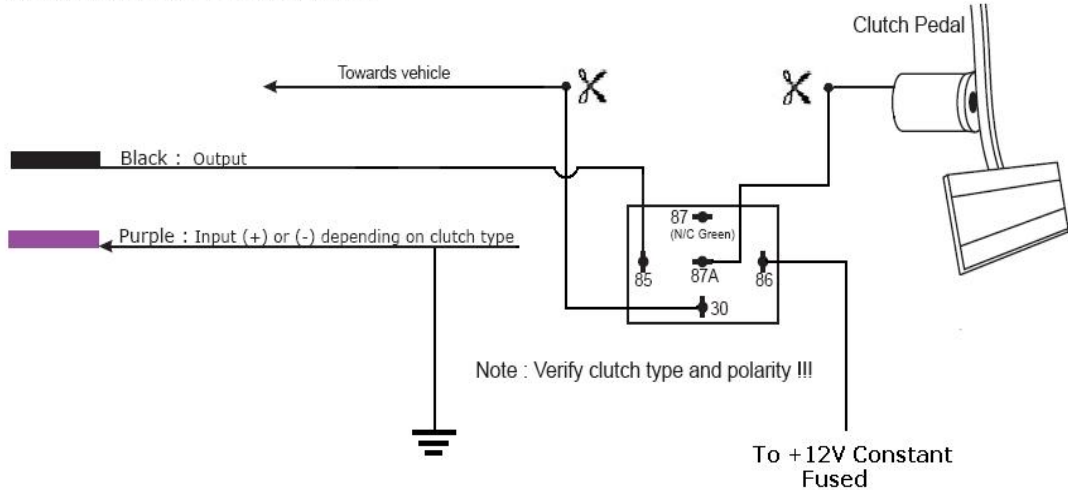 Clutch Pedal
Towards vehicle
Black : Output
Purple : Input (+) or (-) depending on clutch type
87
(N/C Green)
85
87A
86
30
Note : Verify clutch type and polarity !!!
To +12V Constant
Fused